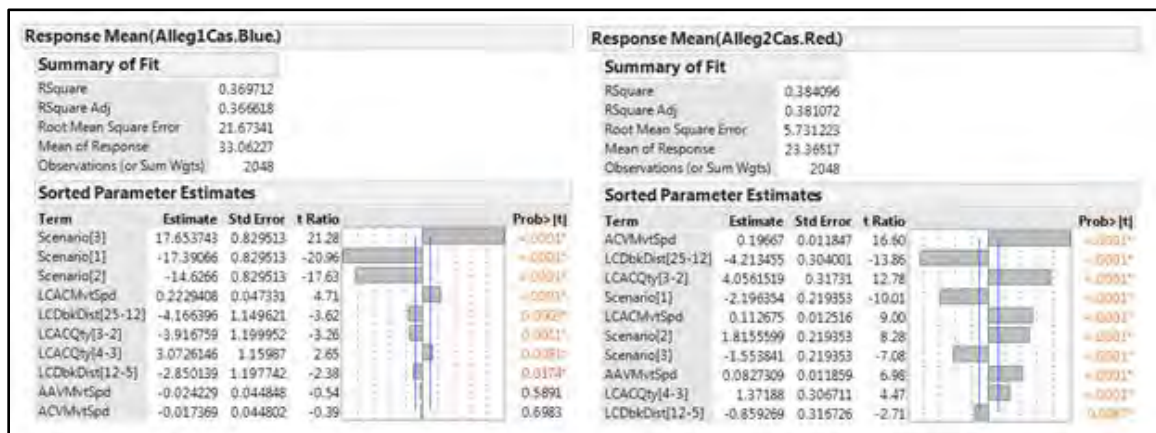 Response Mean(Alleg1Cas.Blue.)
Summary of Fit
RSquare 0.369712
RSquare Adj 0.366618
Root Mean Square Error 21.67341
Mean of Response 33.06227
Observations (or Sum Wgts) 2048
Sorted Parameter Estimates
Term Estimate Std Error t Ratio Prob>|t|
Scenario[3] 17.653743 0.829513 21.28 <.0001*
Scenario[1] -17.39066 0.829513 -20.96 <.0001*
Scenario[2] -14.6266 0.829513 -17.63 <.0001*
LCACMvtSpd 0.2229408 0.047331 4.71 <.0001*
LCDbkDist[25-12] -4.166396 1.149621 -3.62 0.0003*
LCACQty[3-2] -3.916759 1.199952 -3.26 0.0011*
LCACQty[4-3] 3.0726146 1.15987 2.65 0.0081*
LCDbkDist[12-5] -2.850139 1.197742 -2.38 0.0174*
AAVMvtSpd -0.024229 0.044848 -0.54 0.5891
ACVMvtSpd -0.017369 0.044802 -0.39 0.6983
Response Mean(Alleg2Cas.Red.)
Summary of Fit
RSquare 0.384096
RSquare Adj 0.381072
Root Mean Square Error 5.731223
Mean of Response 23.36517
Observations (or Sum Wgts) 2048
Sorted Parameter Estimates
Term Estimate Std Error t Ratio Prob>|t|
ACVMvtSpd 0.19667 0.011847 16.60 <.0001*
LCDbkDist[25-12] -4.213455 0.304001 -13.86 <.0001*
LCACQty[3-2] 4.0561519 0.31731 12.78 <.0001*
Scenario[1] -2.196354 0.219353 -10.01 <.0001*
LCACMvtSpd 0.112675 0.012516 9.00 <.0001*
Scenario[2] 1.8155599 0.219353 8.28 <.0001*
Scenario[3] -1.553841 0.219353 -7.08 <.0001*
AAVMvtSpd 0.0827309 0.011859 6.98 <.0001*
LCACQty[4-3] 1.37188 0.306711 4.47 <.0001*
LCDbkDist[12-5] -0.859269 0.316726 -2.71 0.0067*